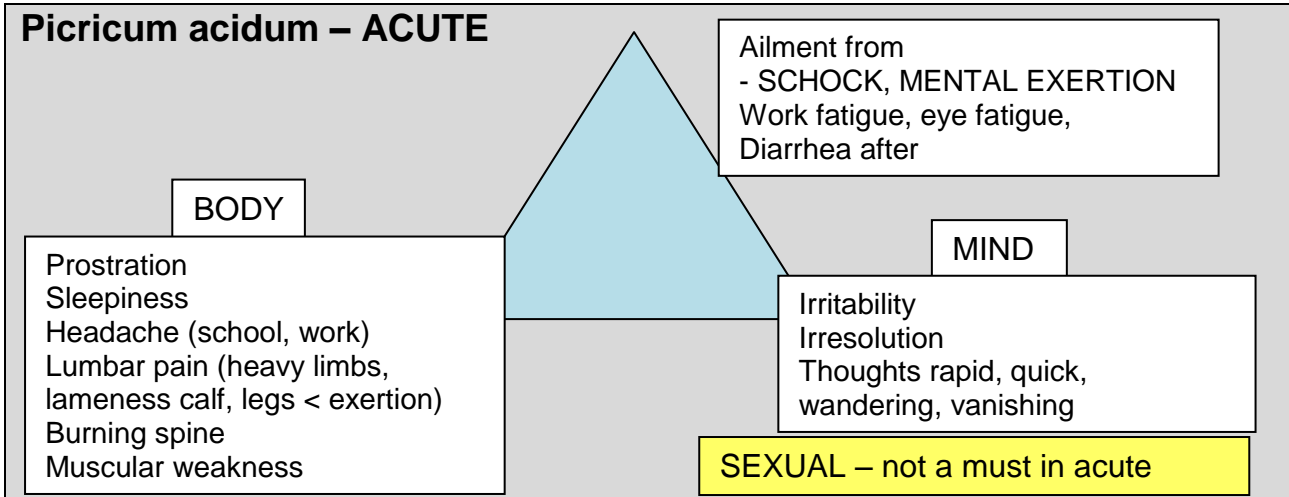 Picricum acidum – ACUTE
Ailment from
- SCHOCK, MENTAL EXERTION
Work fatigue, eye fatigue,
Diarrhea after
BODY
Prostration
Sleepiness
Headache (school, work)
Lumbar pain (heavy limbs,
lameness calf, legs < exertion)
Burning spine
Muscular weakness
MIND
Irritability
Irresolution
Thoughts rapid, quick,
wandering, vanishing
SEXUAL – not a must in acute